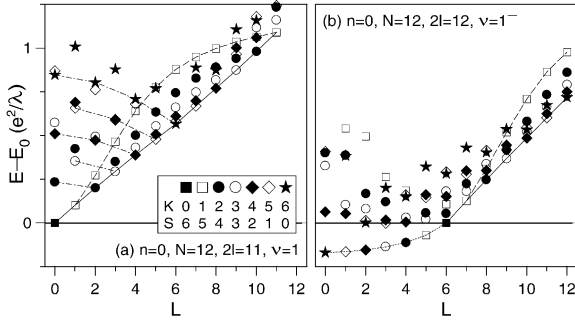 (b) n=0, N=12, 2l=12, ν=1⁻
1
0
E−E₀ (e²/λ)
K 0 1 2 3 4 5 6
S 6 5 4 3 2 1 0
(a) n=0, N=12, 2l=11, ν=1
0 2 4 6 8 10 12
0 2 4 6 8 10 12
L
L